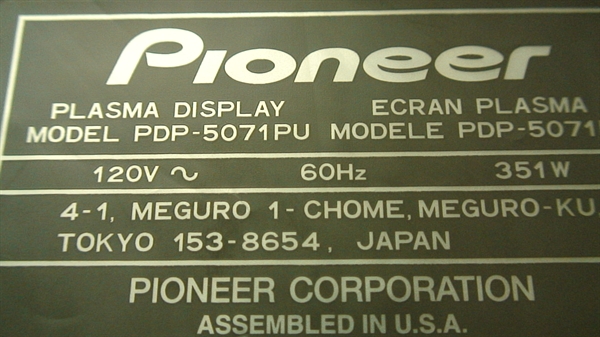 Pioneer
PLASMA DISPLAY ECRAN PLASMA
MODEL PDP-5071PU MODELE PDP-5071
120V ~ 60Hz 351W
4-1, MEGURO 1-CHOME, MEGURO-KU,
TOKYO 153-8654, JAPAN
PIONEER CORPORATION
ASSEMBLED IN U.S.A.